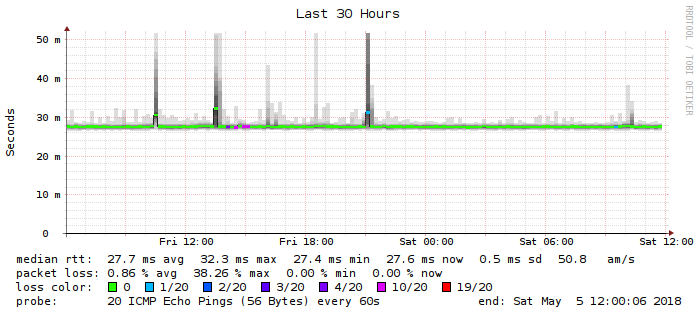 Last 30 Hours
RRDTOOL / TOBI OETIKER
Seconds
50 m
40 m
30 m
20 m
10 m
0
Fri 12:00 Fri 18:00 Sat 00:00 Sat 06:00 Sat 12:00
median rtt: 27.7 ms avg 32.3 ms max 27.4 ms min 27.6 ms now 0.5 ms sd 50.8 am/s
packet loss: 0.86 % avg 38.26 % max 0.00 % min 0.00 % now
loss color: 0 1/20 2/20 3/20 4/20 10/20 19/20
probe: 20 ICMP Echo Pings (56 Bytes) every 60s end: Sat May 5 12:00:06 2018